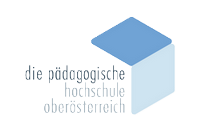 die pädagogische
hochschule
oberösterreich